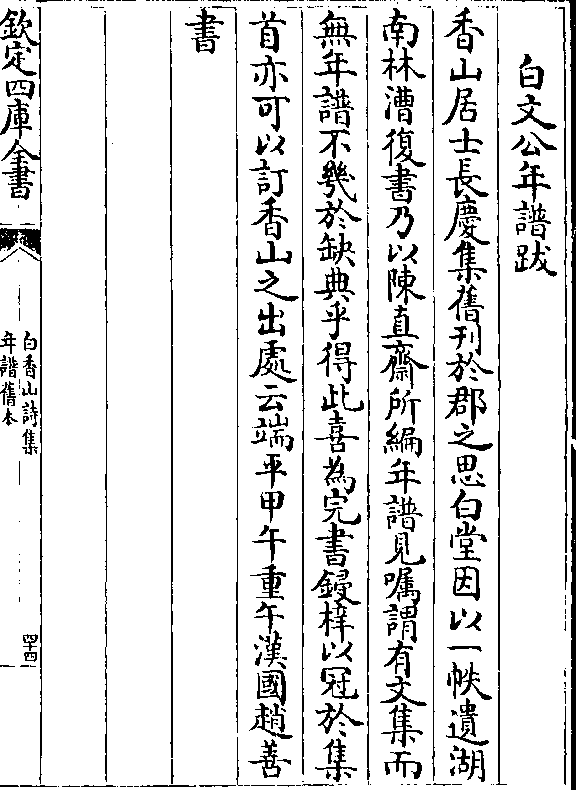 白文公年譜跋
香山居士長慶集舊刊於郡之思白堂因以一帙遺湖
南林漕復書乃以陳直齋所編年譜見囑謂有文集而
無年譜不幾於缺典乎得此喜為完書鋟梓以冠於集
首亦可以訂香山之出處云端平甲午重午漢國趙善
書
欽定四庫全書
白香山詩集
年譜舊本
四十四